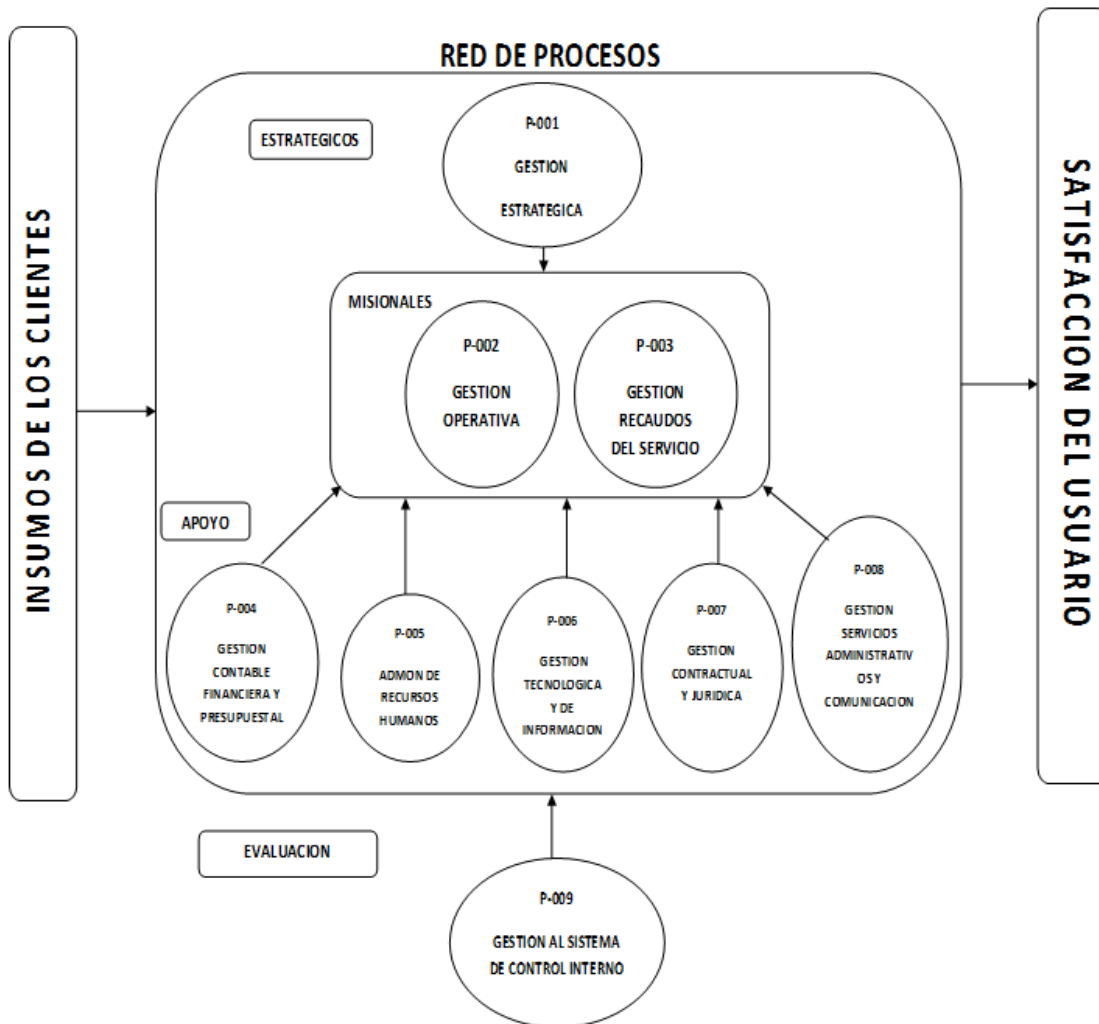 RED DE PROCESOS
INSUMOS DE LOS CLIENTES
ESTRATEGICOS
P-001
GESTION
ESTRATEGICA
MISIONALES
P-002
GESTION
OPERATIVA
P-003
GESTION
RECAUDOS
DEL SERVICIO
APOYO
P-004
GESTION
CONTABLE
FINANCIERA Y
PRESUPUESTAL
P-005
ADMON DE
RECURSOS
HUMANOS
P-006
GESTION
TECNOLOGICA
Y DE
INFORMACION
P-007
GESTION
CONTRACTUAL
Y JURIDICA
P-008
GESTION
SERVICIOS
ADMINISTRATIV
OS Y
COMUNICACION
EVALUACION
P-009
GESTION AL SISTEMA
DE CONTROL INTERNO
SATISFACCION DEL USUARIO